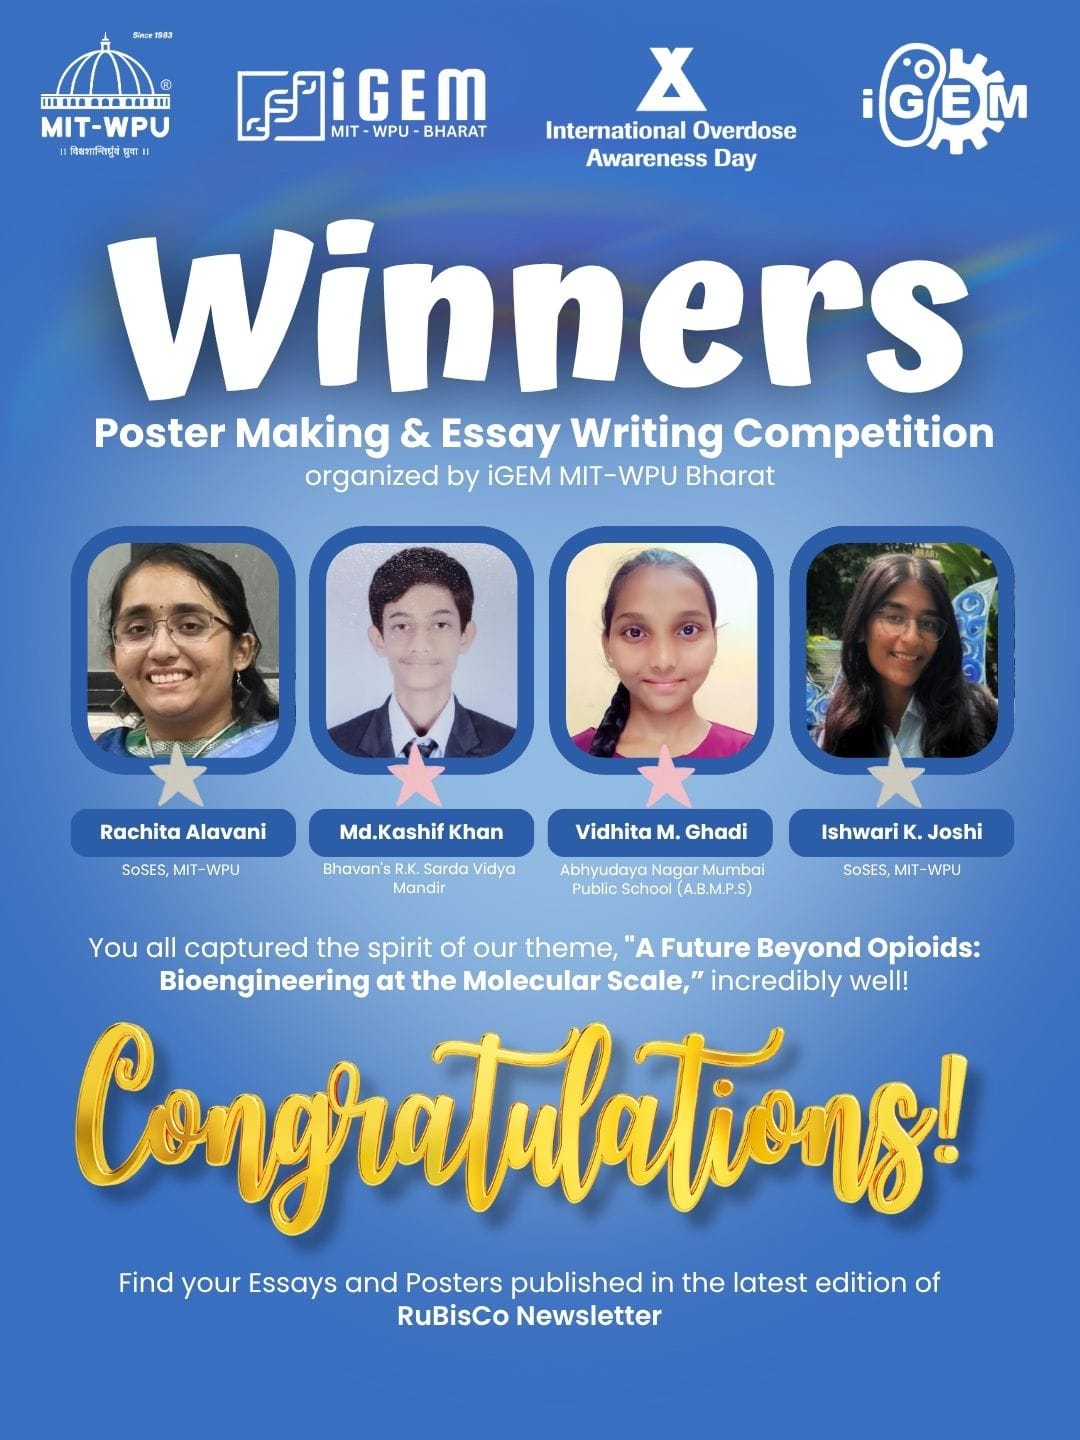 Since 1983
MIT-WPU
®
iGEM
MIT - WPU - BHARAT
International Overdose
Awareness Day
iGEM
Winners
Poster Making & Essay Writing Competition
organized by iGEM MIT-WPU Bharat
Rachita Alavani
SoSES, MIT-WPU
Md.Kashif Khan
Bhavan's R.K. Sarda Vidya
Mandir
Vidhita M. Ghadi
Abhyudaya Nagar Mumbai
Public School (A.B.M.P.S)
Ishwari K. Joshi
SoSES, MIT-WPU
You all captured the spirit of our theme, "A Future Beyond Opioids:
Bioengineering at the Molecular Scale,” incredibly well!
Congratulations!
Find your Essays and Posters published in the latest edition of
RuBisCo Newsletter